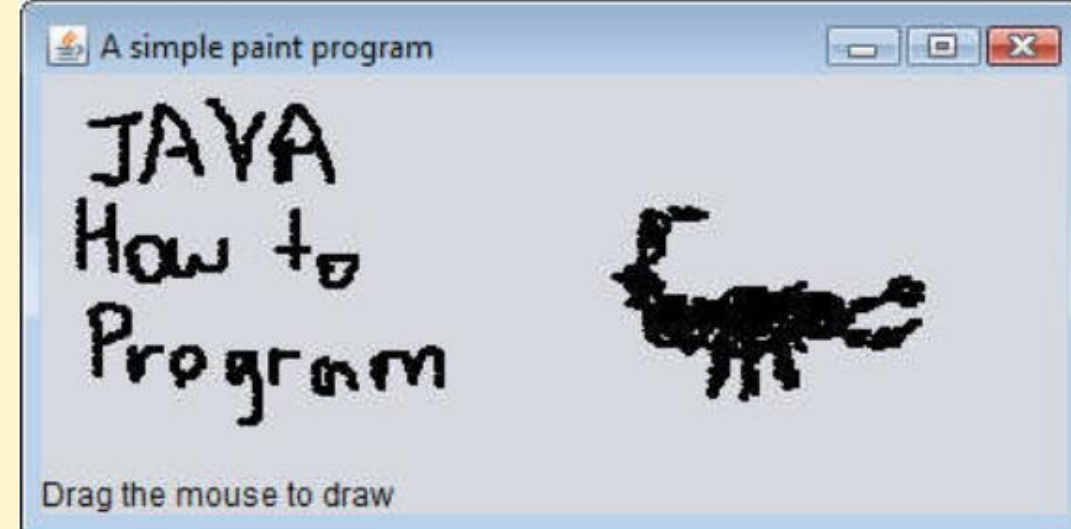 A simple paint program
JAVA
How to
Program
Drag the mouse to draw